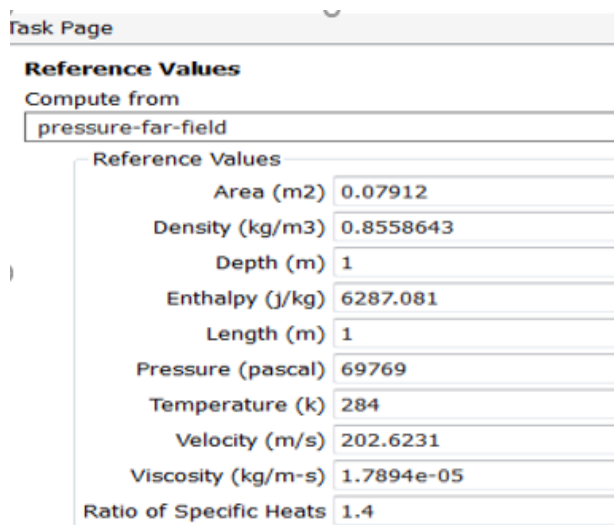 Task Page
Reference Values
Compute from
pressure-far-field
Reference Values
Area (m2) 0.07912
Density (kg/m3) 0.8558643
Depth (m) 1
Enthalpy (j/kg) 6287.081
Length (m) 1
Pressure (pascal) 69769
Temperature (k) 284
Velocity (m/s) 202.6231
Viscosity (kg/m-s) 1.7894e-05
Ratio of Specific Heats 1.4